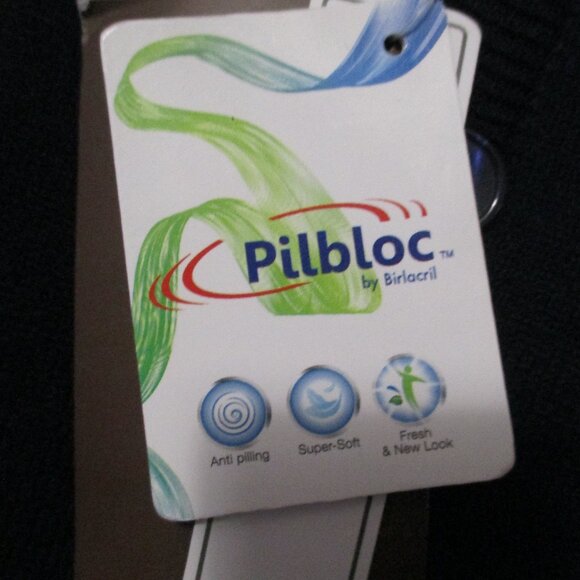 Pilbloc™
by Birlacril
Anti pilling
Super-Soft
Fresh
& New Look